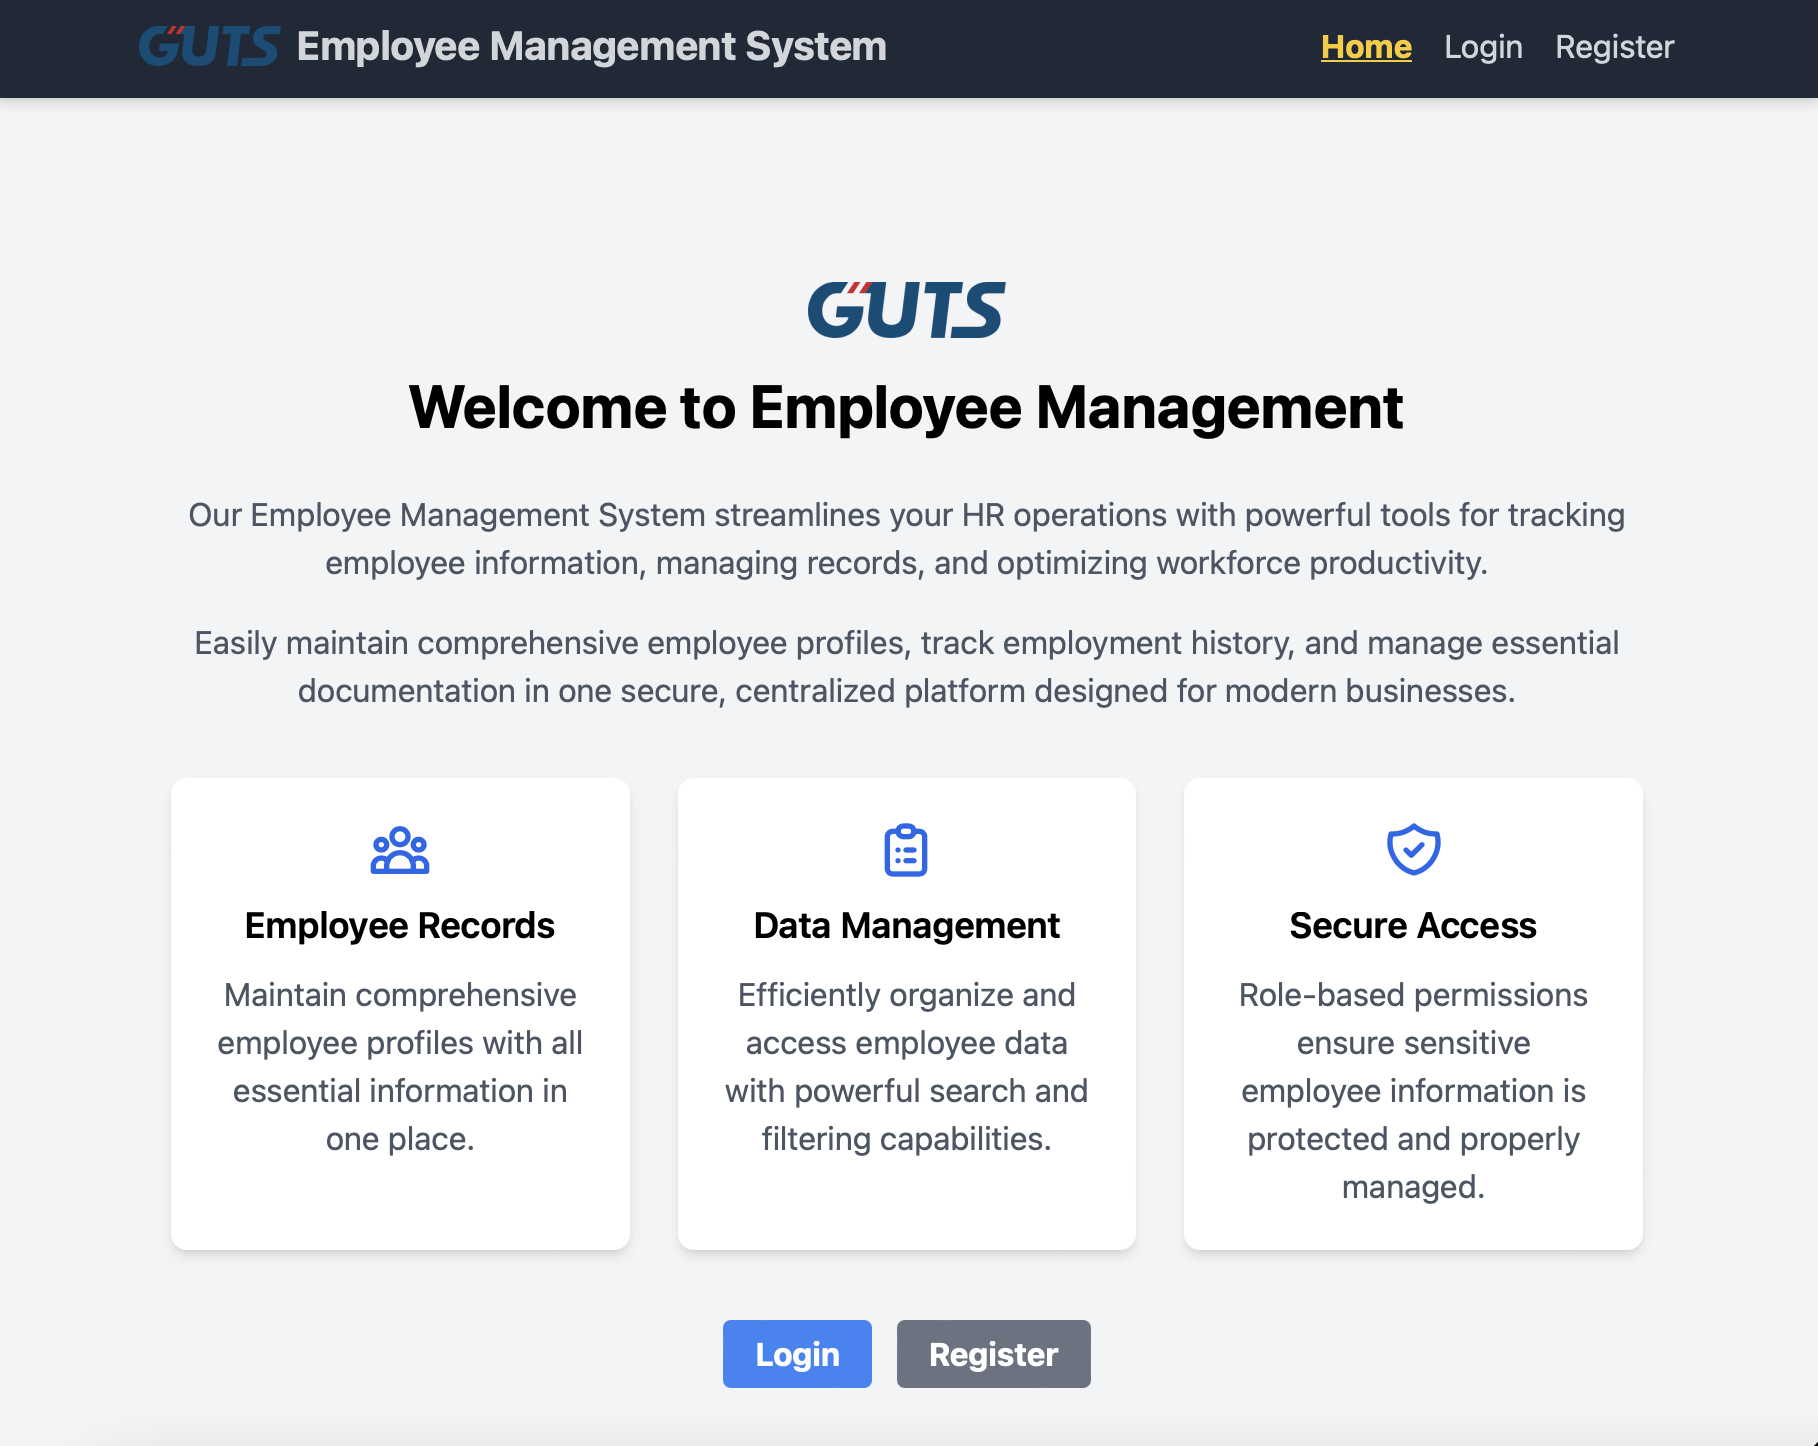 GUTS Employee Management System
Home Login Register
GUTS
Welcome to Employee Management
Our Employee Management System streamlines your HR operations with powerful tools for tracking
employee information, managing records, and optimizing workforce productivity.
Easily maintain comprehensive employee profiles, track employment history, and manage essential
documentation in one secure, centralized platform designed for modern businesses.
Employee Records
Maintain comprehensive
employee profiles with all
essential information in
one place.
Data Management
Efficiently organize and
access employee data
with powerful search and
filtering capabilities.
Secure Access
Role-based permissions
ensure sensitive
employee information is
protected and properly
managed.
Login
Register